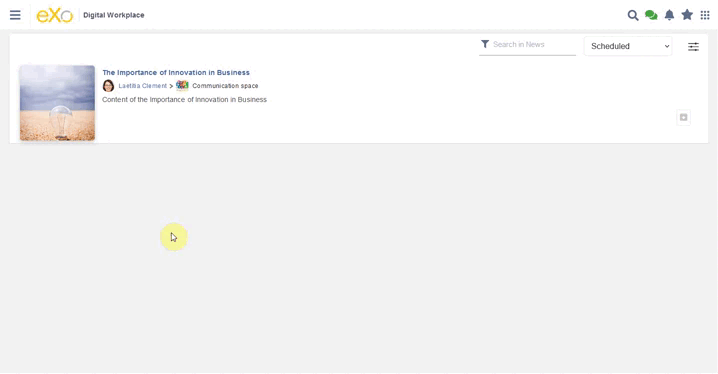 eXo
Digital Workplace
Search in News
Scheduled
The Importance of Innovation in Business
Laetitia Clement > Communication space
Content of the Importance of Innovation in Business